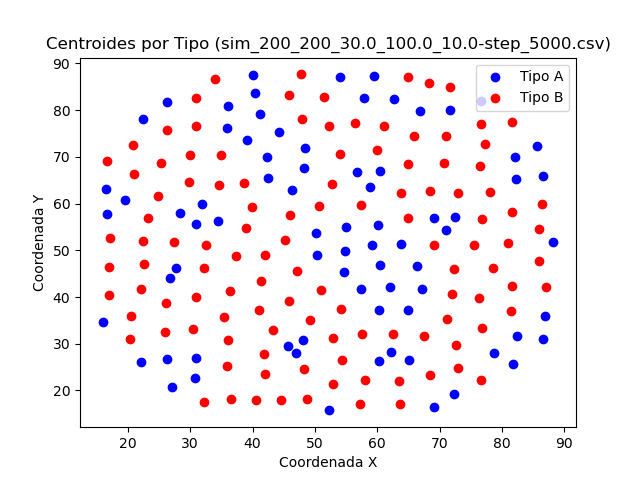 Centroides por Tipo (sim_200_200_30.0_100.0_10.0-step_5000.csv)
Tipo A
Tipo B
90
80
70
60
50
40
30
20
Coordenada Y
20 30 40 50 60 70 80 90
Coordenada X